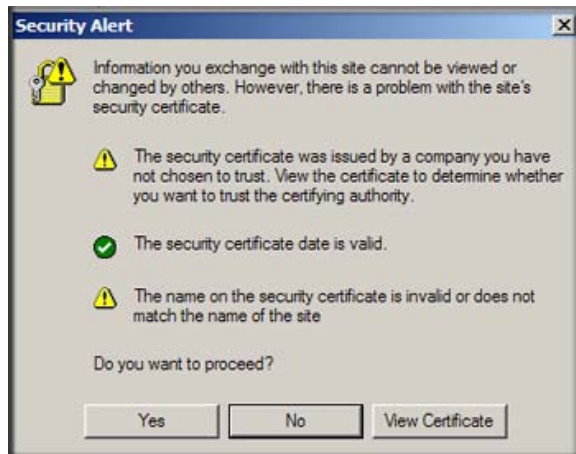 Security Alert
Information you exchange with this site cannot be viewed or
changed by others. However, there is a problem with the site's
security certificate.
The security certificate was issued by a company you have
not chosen to trust. View the certificate to determine whether
you want to trust the certifying authority.
The security certificate date is valid.
The name on the security certificate is invalid or does not
match the name of the site
Do you want to proceed?
Yes No View Certificate